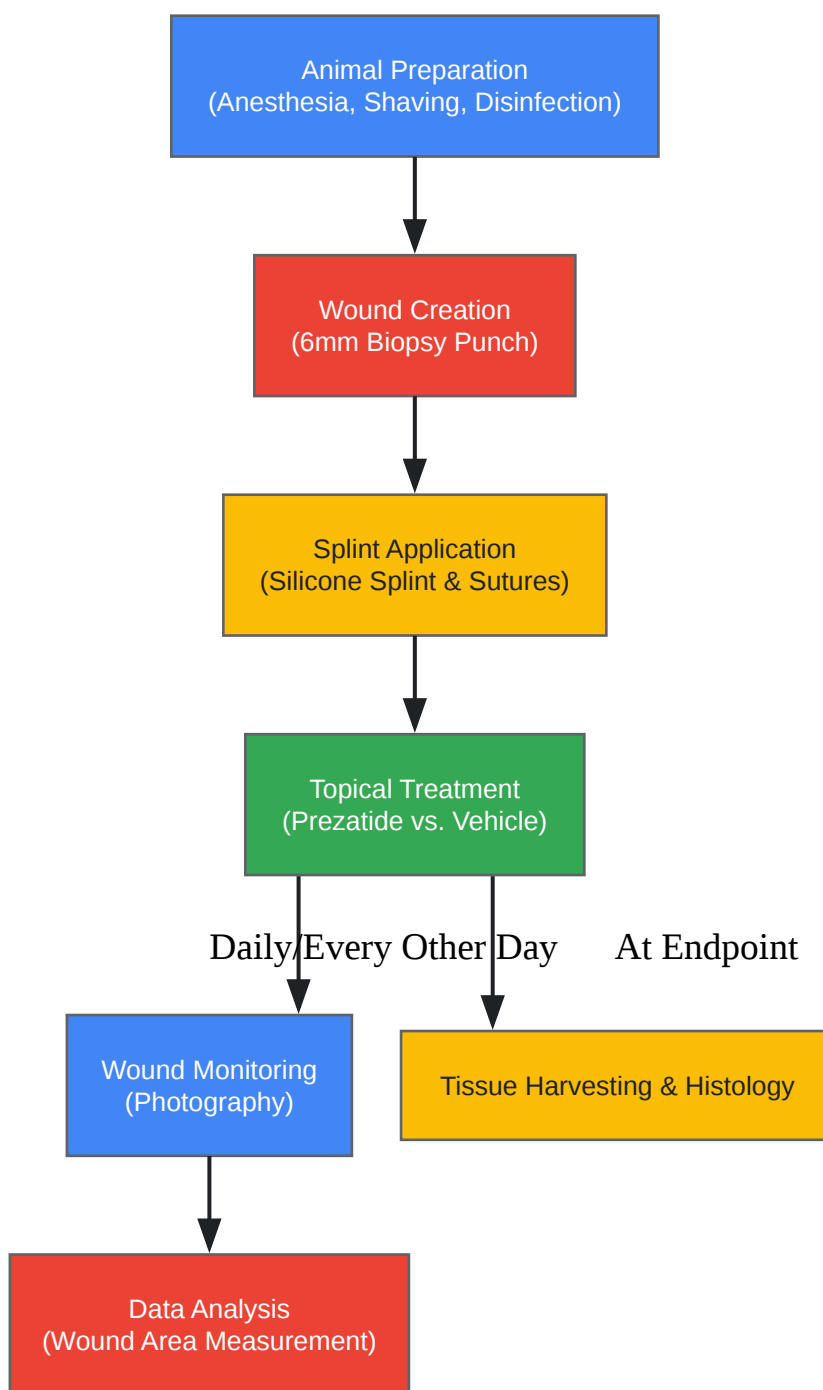 Animal Preparation
(Anesthesia, Shaving, Disinfection)
Wound Creation
(6mm Biopsy Punch)
Splint Application
(Silicone Splint & Sutures)
Topical Treatment
(Prezatide vs. Vehicle)
Daily/Every Other Day
At Endpoint
Wound Monitoring
(Photography)
Tissue Harvesting & Histology
Data Analysis
(Wound Area Measurement)